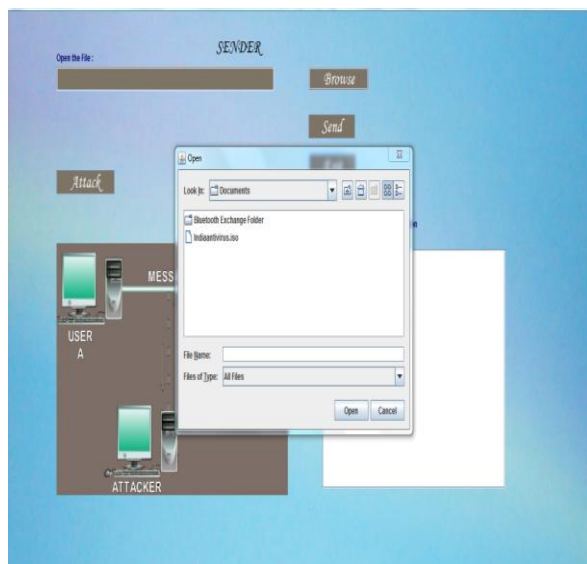 SENDER
Open the File :
Browse
Send
Attack
Open
Look In: Documents
Bluetooth Exchange Folder
Indiaantivirus.iso
MESS
USER
A
File Name:
Files of Type: All Files
Open Cancel
ATTACKER